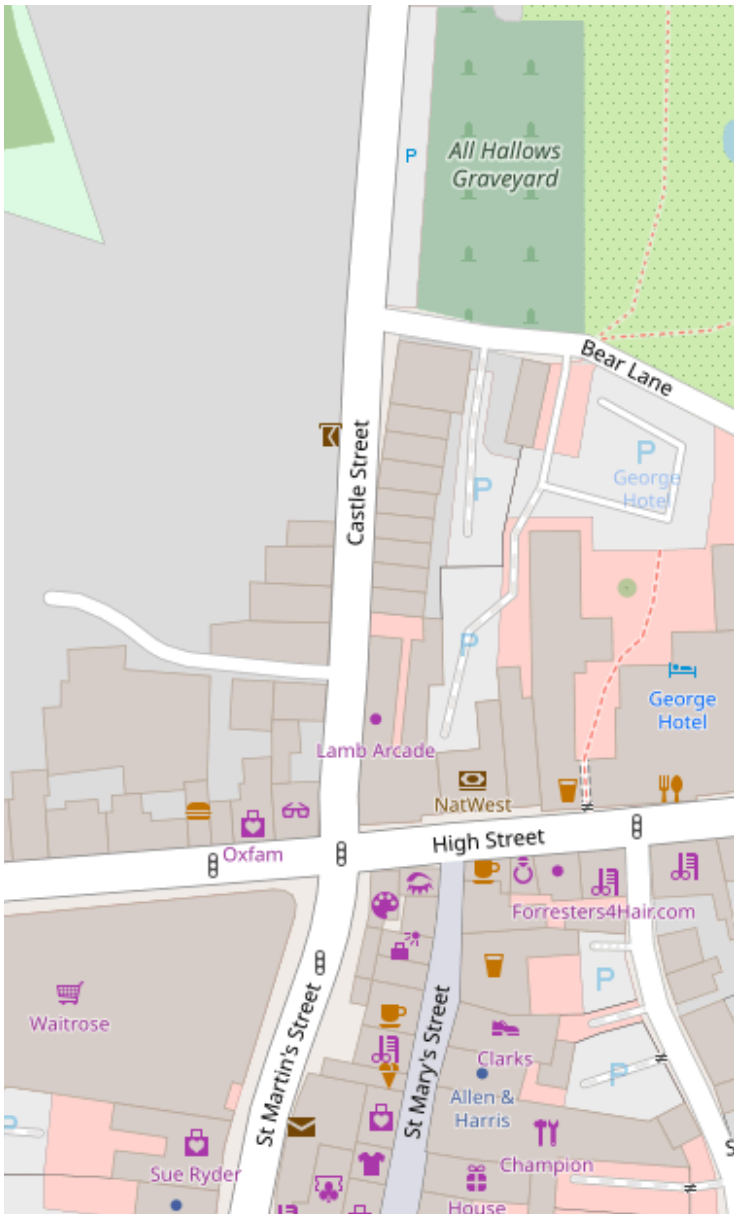 P
All Hallows
Graveyard
Bear Lane
Castle Street
P
George
Hotel
P
P
George
Hotel
Lamb Arcade
NatWest
High Street
Oxfam
Forresters4Hair.com
P
Waitrose
St Martin's Street
St Mary's Street
Clarks
P
Allen &
Harris
P
Champion
Sue Ryder
House
S